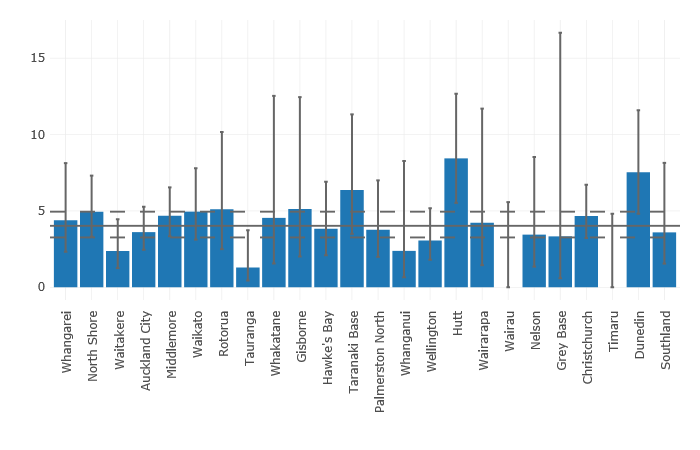 15
10
5
0
Whangarei
North Shore
Waitakere
Auckland City
Middlemore
Waikato
Rotorua
Tauranga
Whakatane
Gisborne
Hawke's Bay
Taranaki Base
Palmerston North
Whanganui
Wellington
Hutt
Wairarapa
Wairau
Nelson
Grey Base
Christchurch
Timaru
Dunedin
Southland